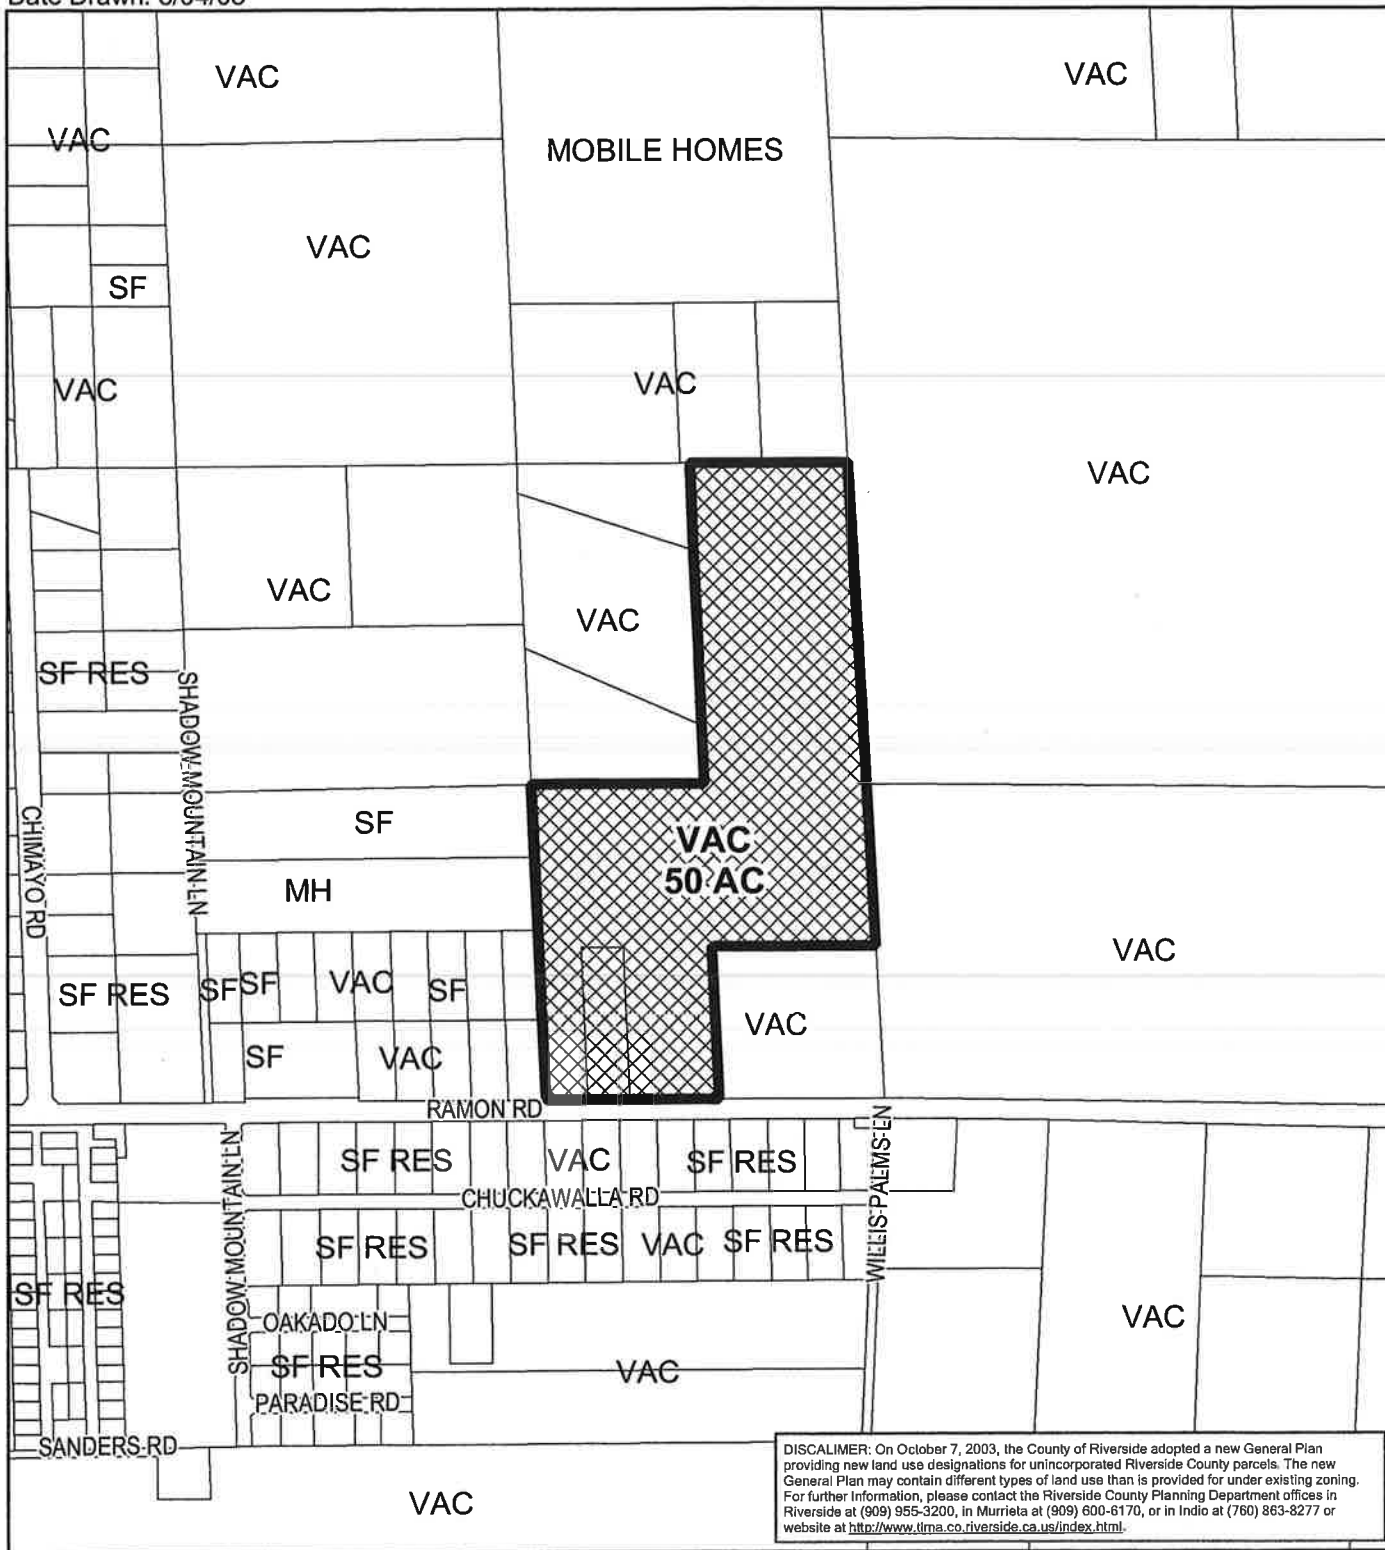 VAC
VAC
VAC
MOBILE HOMES
VAC
SF
VAC
VAC
VAC
VAC
VAC
SF RES
SHADOW MOUNTAIN LN
CHIMAYO RD
SF
VAC
50 AC
MH
VAC
SF RES
SF
SF
VAC
SF
VAC
SF
VAC
RAMON RD
SHADOW MOUNTAIN LN
SF RES
VAC
SF RES
WILLIS PALMS LN
CHUCKAWALLA RD
SF RES
SF RES
VAC
SF RES
SF RES
OAKADO LN
VAC
SF RES
VAC
PARADISE RD
SANDERS RD
VAC
DISCALIMER: On October 7, 2003, the County of Riverside adopted a new General Plan
providing new land use designations for unincorporated Riverside County parcels. The new
General Plan may contain different types of land use than is provided for under existing zoning.
For further information, please contact the Riverside County Planning Department offices in
Riverside at (909) 955-3200, in Murrieta at (909) 600-6170, or in Indio at (760) 863-8277 or
website at http://www.tlma.co.riverside.ca.us/index.html.